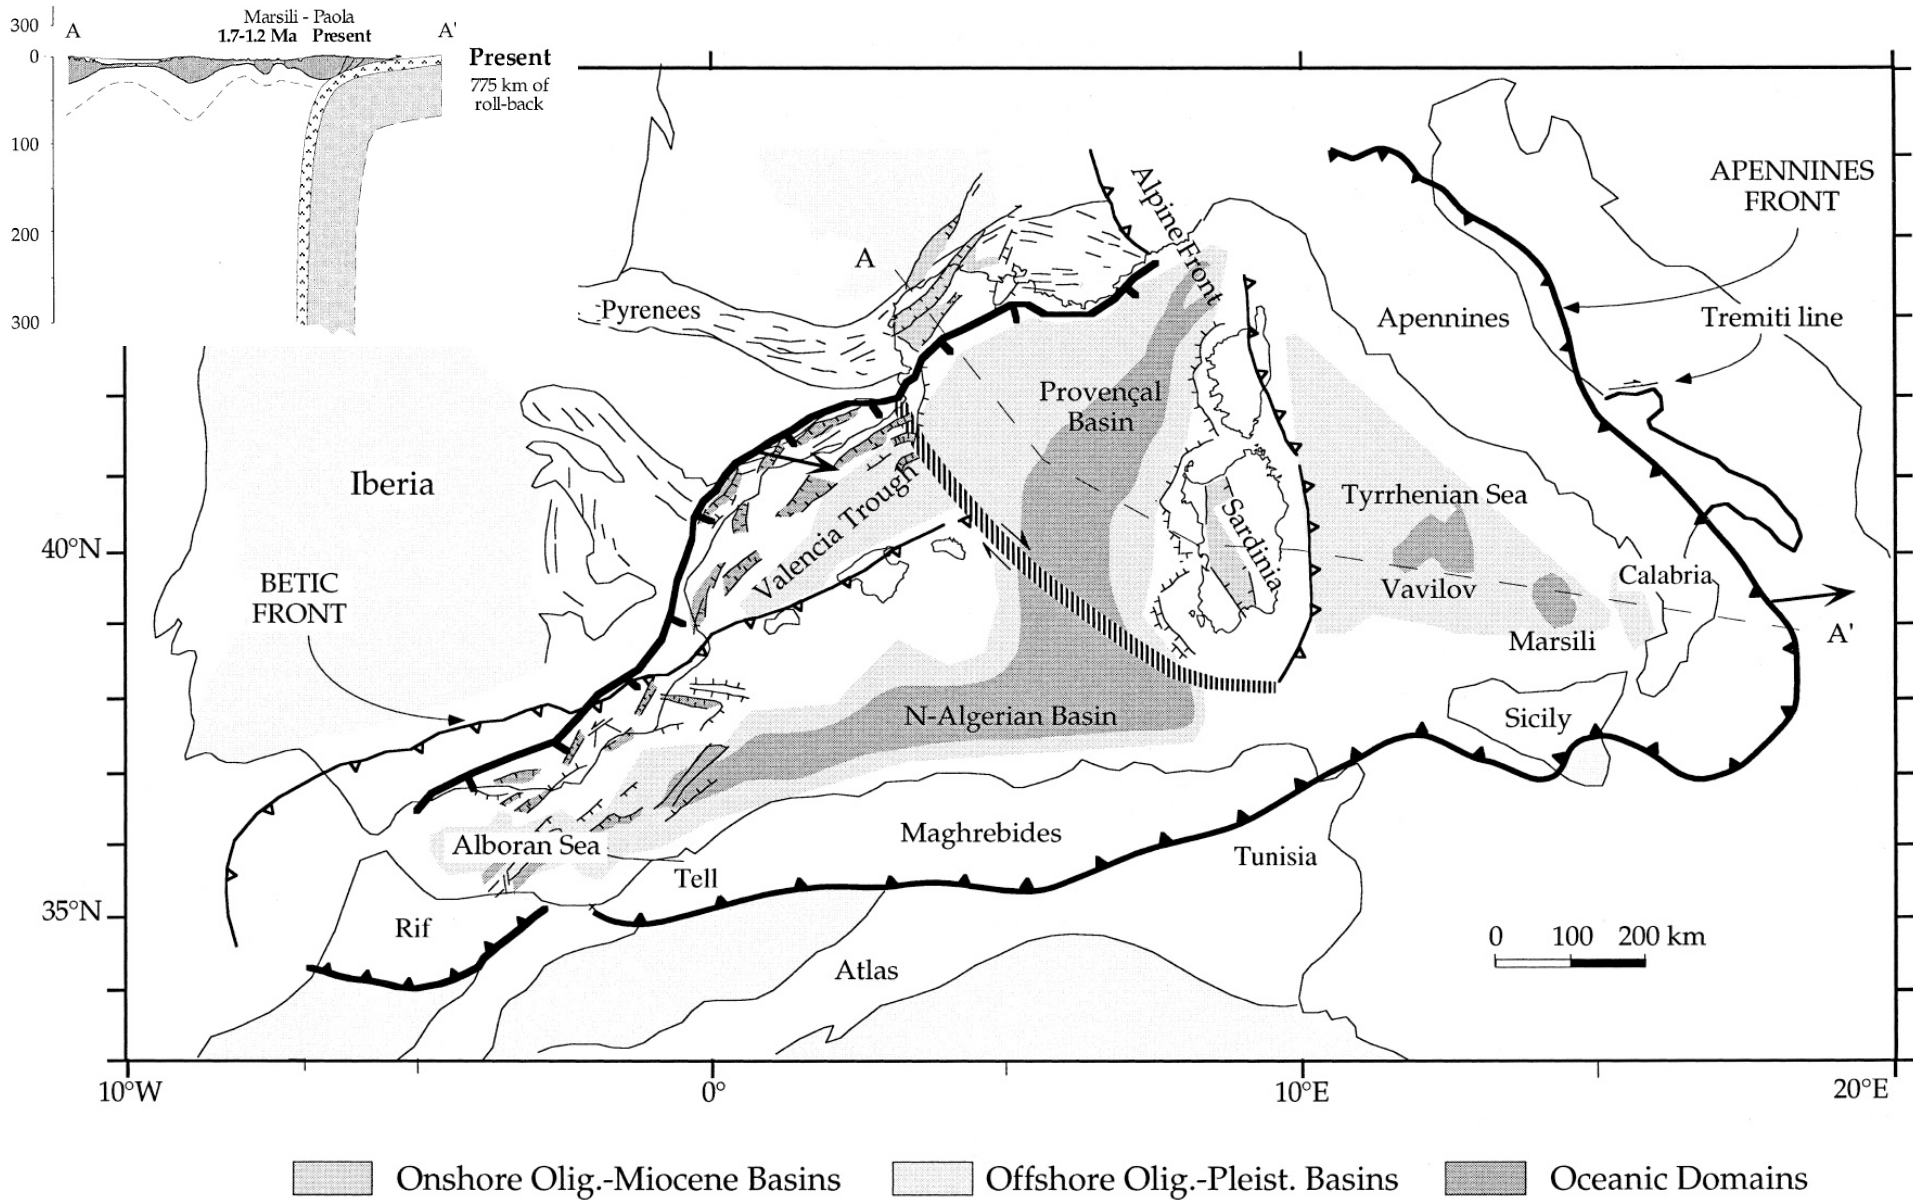 Marsili - Paola
300
A
1.7-1.2 Ma Present
A'
0
Present
775 km of
roll-back
100
200
300
APENNINES
FRONT
Alpine Front
A
Pyrenees
Apennines
Tremiti line
Provençal
Basin
Iberia
Valencia Trough
Sardinia
Tyrrhenian Sea
40°N
BETIC
FRONT
Vavilov
Calabria
Marsili
A'
N-Algerian Basin
Sicily
Alboran Sea
Maghrebides
Tunisia
Tell
35°N
Rif
0 100 200 km
Atlas
10°W
0°
10°E
20°E
Onshore Olig.-Miocene Basins
Offshore Olig.-Pleist. Basins
Oceanic Domains